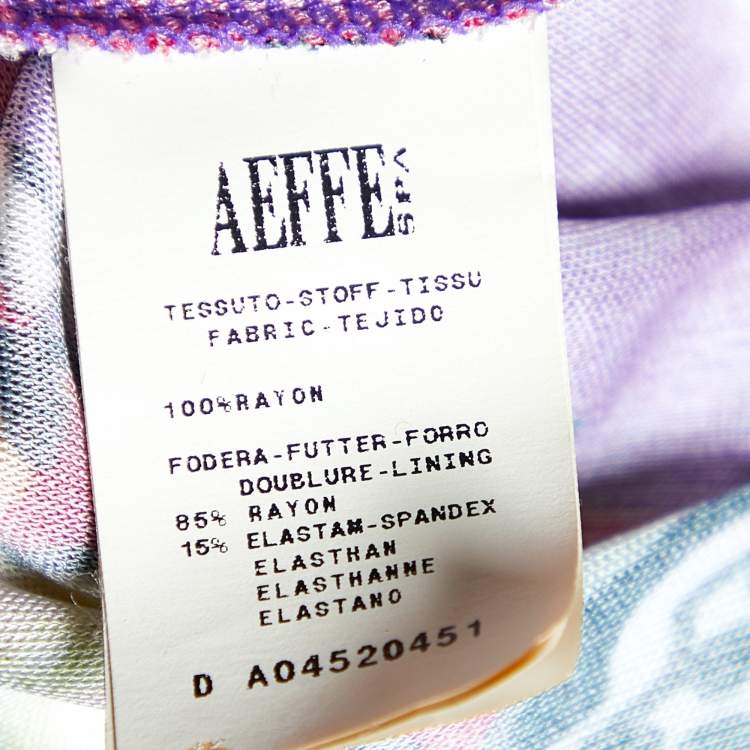 AEFFE SPA
TESSUTO-STOFF-TISSU
FABRIC-TEJIDO
100%RAYON
FODERA-FUTTER-FORRO
DOUBLURE-LINING
85% RAYON
15% ELASTAM-SPANDEX
ELASTHAN
ELASTHANNE
ELASTANO
D A04520451